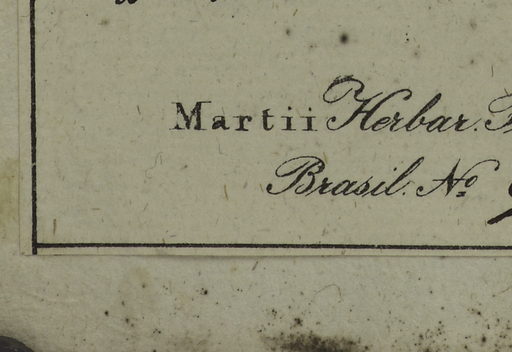 Martii Herbar.
Brasil. Nº